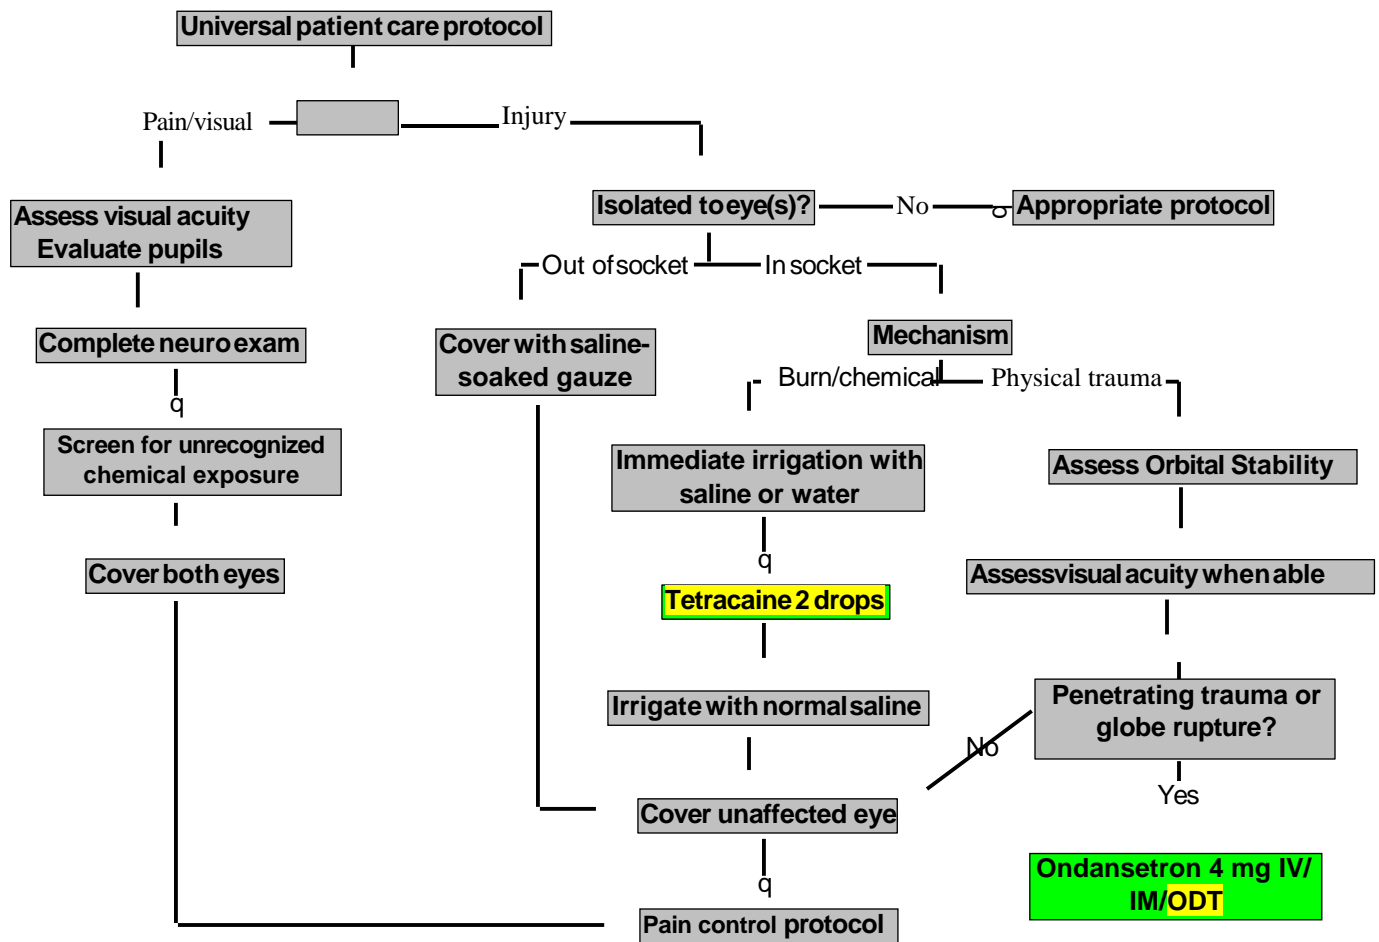 Universal patient care protocol
Pain/visual
Injury
Isolated to eye(s)?
No
q
Appropriate protocol
Assess visual acuity
Evaluate pupils
Out of socket
In socket
Complete neuro exam
Cover with saline-
soaked gauze
Mechanism
Burn/chemical
Physical trauma
q
Screen for unrecognized
chemical exposure
Immediate irrigation with
saline or water
Assess Orbital Stability
q
Cover both eyes
Tetracaine 2 drops
Assess visual acuity when able
Irrigate with normal saline
Penetrating trauma or
globe rupture?
No
Yes
Cover unaffected eye
q
Ondansetron 4 mg IV/
IM/ODT
Pain control protocol